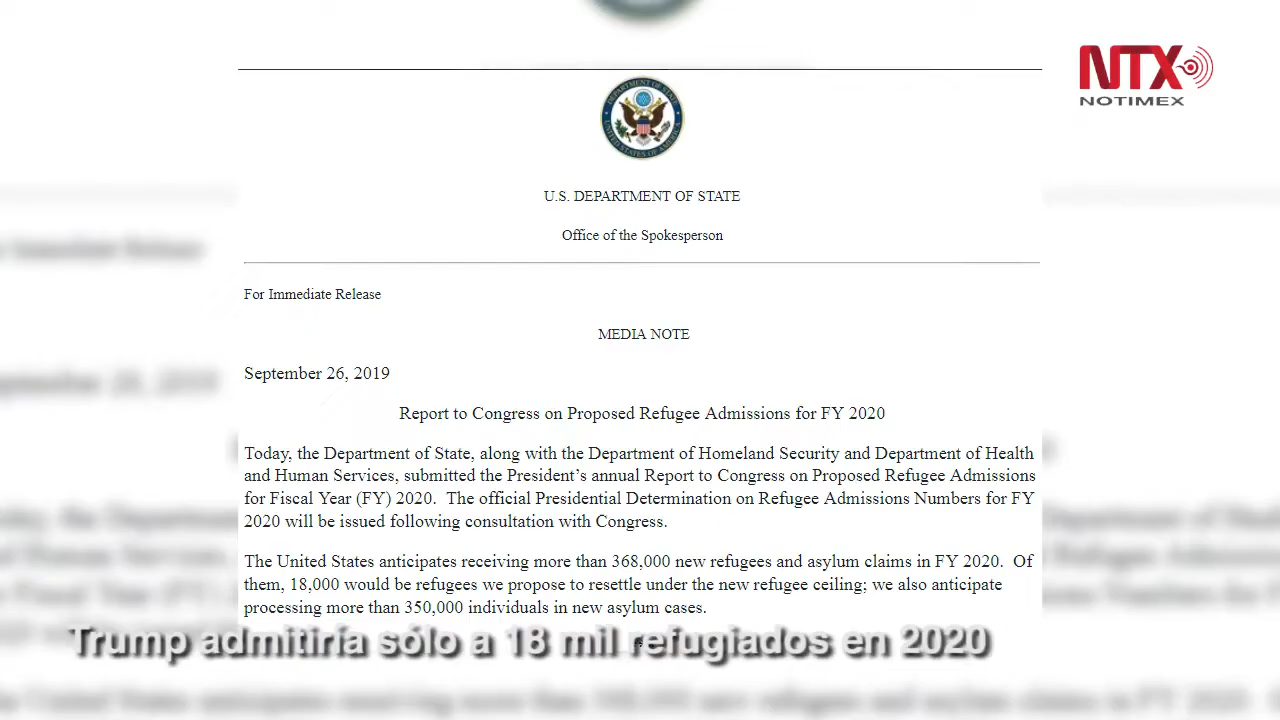 NTX
NOTIMEX
U.S. DEPARTMENT OF STATE
Office of the Spokesperson
For Immediate Release
MEDIA NOTE
September 26, 2019
Report to Congress on Proposed Refugee Admissions for FY 2020
Today, the Department of State, along with the Department of Homeland Security and Department of Health
and Human Services, submitted the President’s annual Report to Congress on Proposed Refugee Admissions
for Fiscal Year (FY) 2020.  The official Presidential Determination on Refugee Admissions Numbers for FY
2020 will be issued following consultation with Congress.
The United States anticipates receiving more than 368,000 new refugees and asylum claims in FY 2020.  Of
them, 18,000 would be refugees we propose to resettle under the new refugee ceiling; we also anticipate
processing more than 350,000 individuals in new asylum cases.
Trump admitiría sólo a 18 mil refugiados en 2020